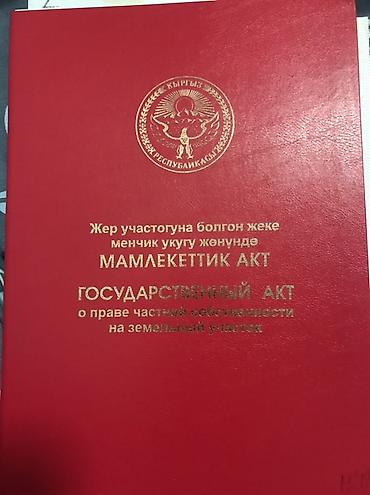 КЫРГЫЗ
РЕСПУБЛИКАСЫ
Жер участогуна болгон жеке
менчик укугу жөнүндө
МАМЛЕКЕТТИК АКТ
ГОСУДАРСТВЕННЫЙ АКТ
о праве частной собственности
на земельный участок